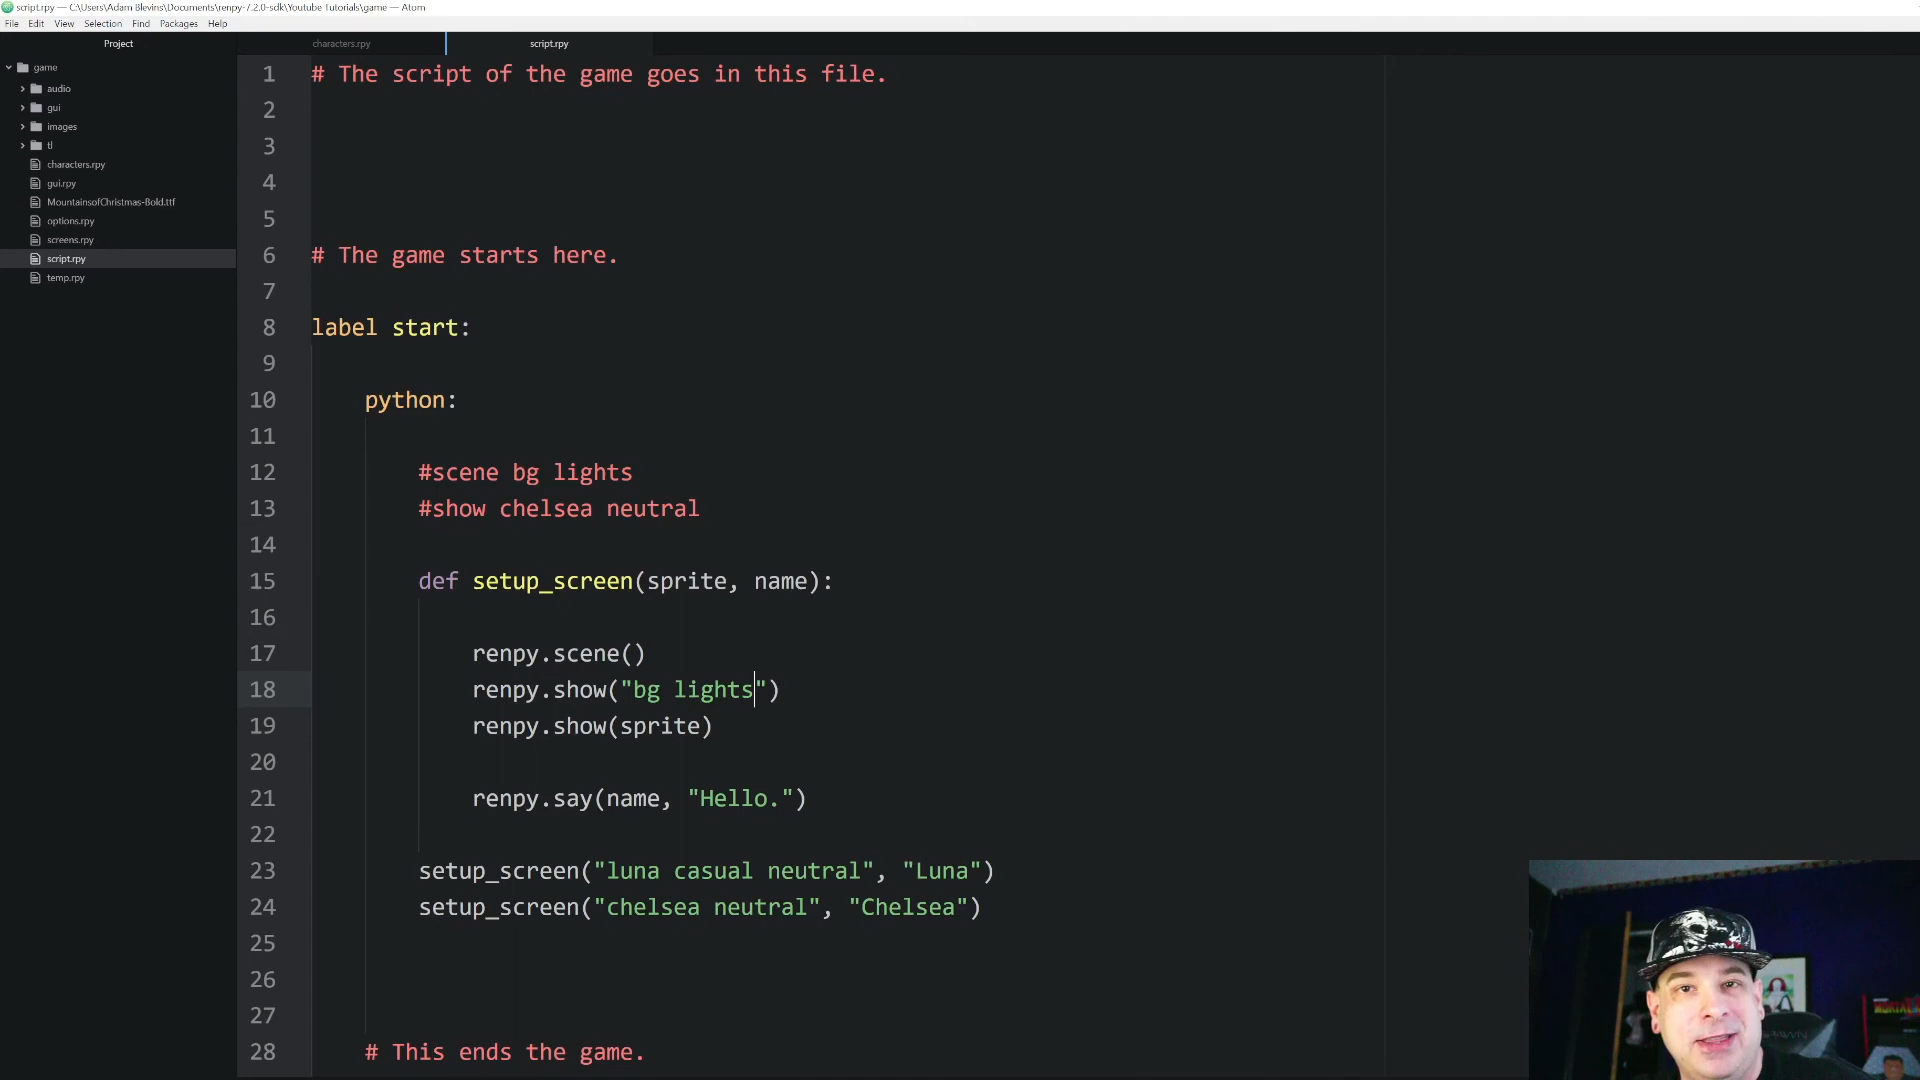 script.rpy — C:\Users\Adam Blevins\Documents\renpy-7.2.0-sdk\Youtube Tutorials\game — Atom
File Edit View Selection Find Packages Help
Project
characters.rpy
script.rpy
game
audio
gui
images
tl
characters.rpy
gui.rpy
MountainsofChristmas-Bold.ttf
options.rpy
screens.rpy
script.rpy
temp.rpy
1 # The script of the game goes in this file.
2
3
4
5
6 # The game starts here.
7
8 label start:
9
10 python:
11
12 #scene bg lights
13 #show chelsea neutral
14
15 def setup_screen(sprite, name):
16
17 renpy.scene()
18 renpy.show("bg lights")
19 renpy.show(sprite)
20
21 renpy.say(name, "Hello.")
22
23 setup_screen("luna casual neutral", "Luna")
24 setup_screen("chelsea neutral", "Chelsea")
25
26
27
28 # This ends the game.